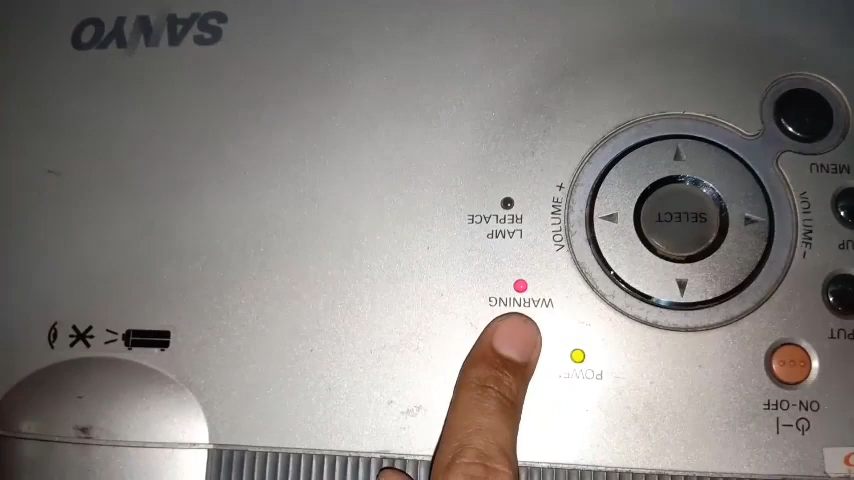 SANYO
MENU
VOLUME -
VOLUME +
SELECT
LAMP
REPLACE
WARNING
ON-OFF